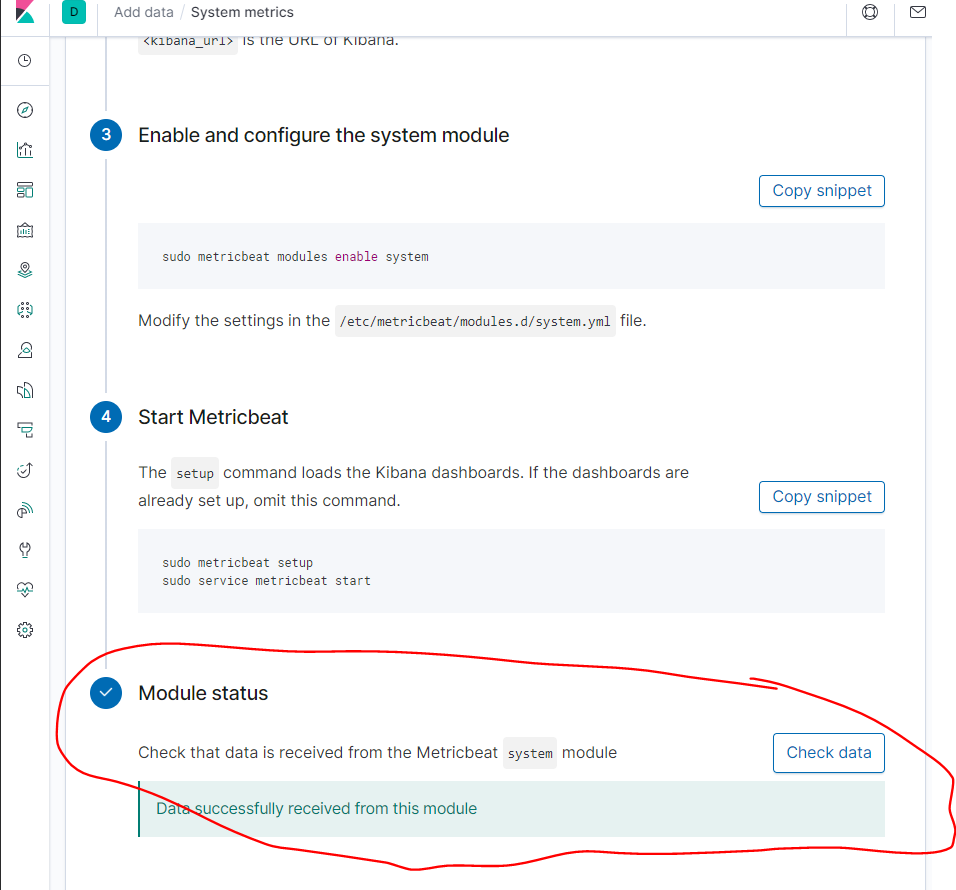 D Add data / System metrics
<kibana_url> is the URL of Kibana.
3 Enable and configure the system module
Copy snippet
sudo metricbeat modules enable system
Modify the settings in the /etc/metricbeat/modules.d/system.yml file.
4 Start Metricbeat
The setup command loads the Kibana dashboards. If the dashboards are
already set up, omit this command.
Copy snippet
sudo metricbeat setup
sudo service metricbeat start
Module status
Check that data is received from the Metricbeat system module
Check data
Data successfully received from this module